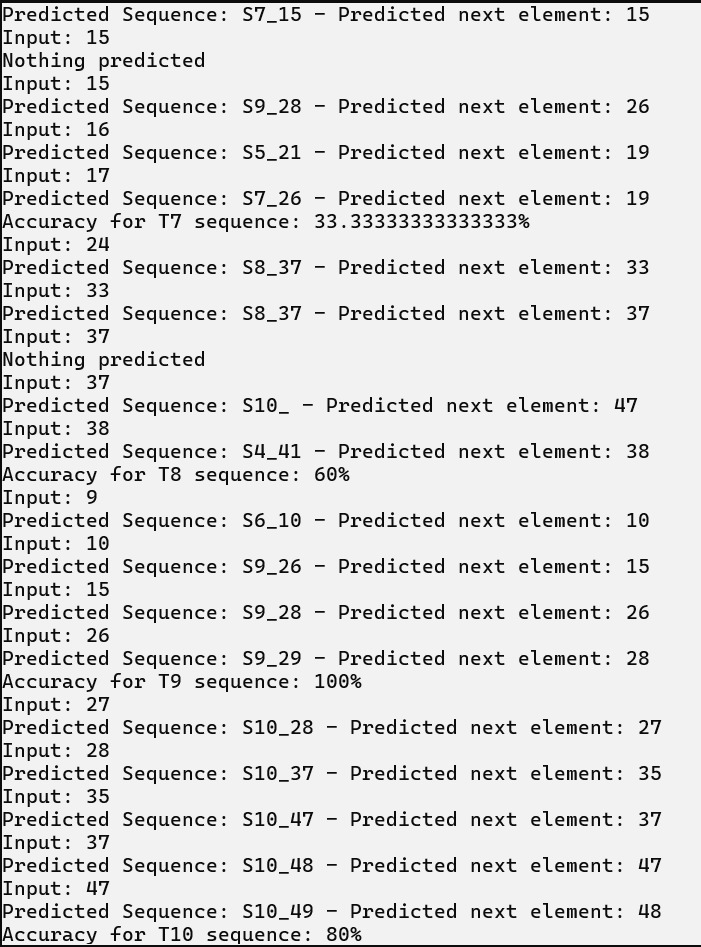 Predicted Sequence: S7_15 - Predicted next element: 15
Input: 15
Nothing predicted
Input: 15
Predicted Sequence: S9_28 - Predicted next element: 26
Input: 16
Predicted Sequence: S5_21 - Predicted next element: 19
Input: 17
Predicted Sequence: S7_26 - Predicted next element: 19
Accuracy for T7 sequence: 33.33333333333333%
Input: 24
Predicted Sequence: S8_37 - Predicted next element: 33
Input: 33
Predicted Sequence: S8_37 - Predicted next element: 37
Input: 37
Nothing predicted
Input: 37
Predicted Sequence: S10_ - Predicted next element: 47
Input: 38
Predicted Sequence: S4_41 - Predicted next element: 38
Accuracy for T8 sequence: 60%
Input: 9
Predicted Sequence: S6_10 - Predicted next element: 10
Input: 10
Predicted Sequence: S9_26 - Predicted next element: 15
Input: 15
Predicted Sequence: S9_28 - Predicted next element: 26
Input: 26
Predicted Sequence: S9_29 - Predicted next element: 28
Accuracy for T9 sequence: 100%
Input: 27
Predicted Sequence: S10_28 - Predicted next element: 27
Input: 28
Predicted Sequence: S10_37 - Predicted next element: 35
Input: 35
Predicted Sequence: S10_47 - Predicted next element: 37
Input: 37
Predicted Sequence: S10_48 - Predicted next element: 47
Input: 47
Predicted Sequence: S10_49 - Predicted next element: 48
Accuracy for T10 sequence: 80%